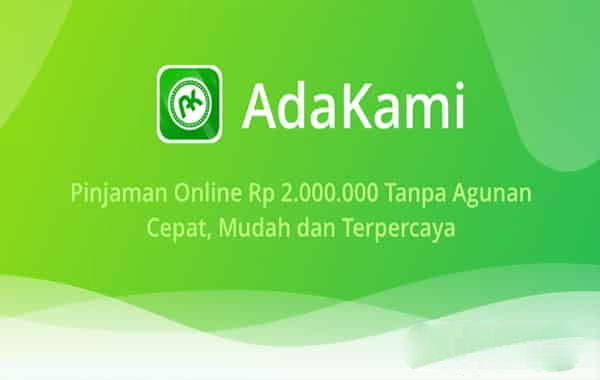 AdaKami
Pinjaman Online Rp 2.000.000 Tanpa Agunan
Cepat, Mudah dan Terpercaya